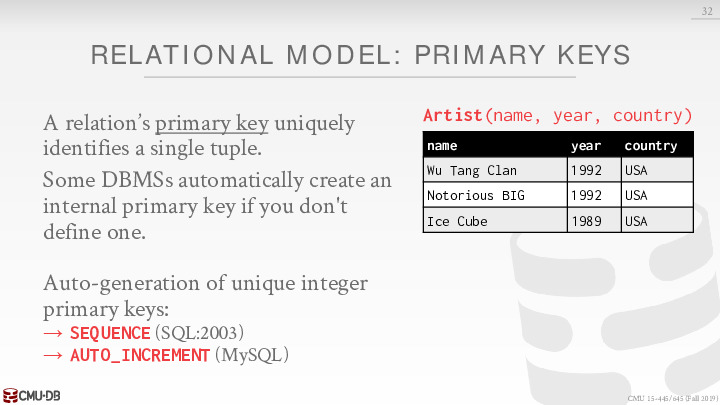 32
RELATIONAL MODEL: PRIMARY KEYS
A relation’s primary key uniquely
identifies a single tuple.
Some DBMSs automatically create an
internal primary key if you don't
define one.
Auto-generation of unique integer
primary keys:
→ SEQUENCE (SQL:2003)
→ AUTO_INCREMENT (MySQL)
Artist(name, year, country)
name year country
Wu Tang Clan 1992 USA
Notorious BIG 1992 USA
Ice Cube 1989 USA
CMU·DB
CMU 15-445/645 (Fall 2019)